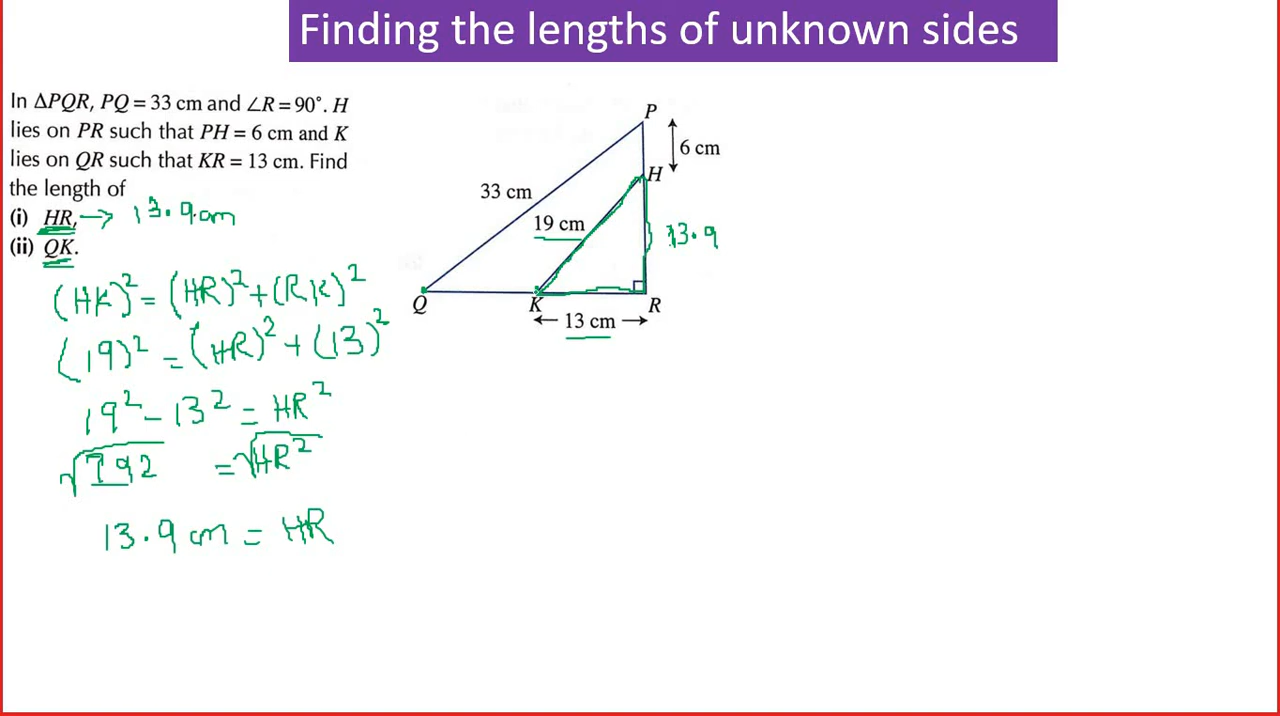 Finding the lengths of unknown sides
In ΔPQR, PQ = 33 cm and ∠R = 90°. H
lies on PR such that PH = 6 cm and K
lies on QR such that KR = 13 cm. Find
the length of
(i) HR, → 13.9cm
(ii) QK.
(HK)² = (HR)² + (RK)²
(19)² = (HR)² + (13)²
19² - 13² = HR²
√792 = √HR²
13.9 cm = HR
P
6 cm
H
33 cm
19 cm
13.9
Q
K
R
13 cm